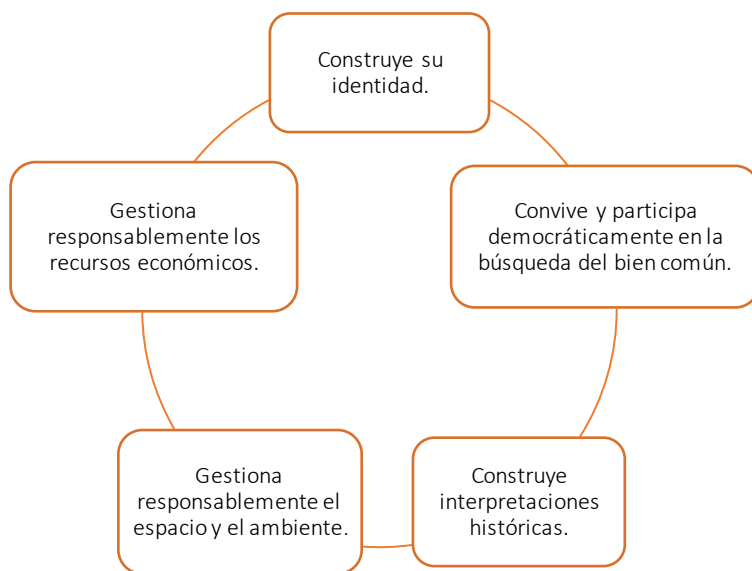 Construye su
identidad.
Convive y participa
democráticamente en la
búsqueda del bien común.
Construye
interpretaciones
históricas.
Gestiona
responsablemente el
espacio y el ambiente.
Gestiona
responsablemente los
recursos económicos.